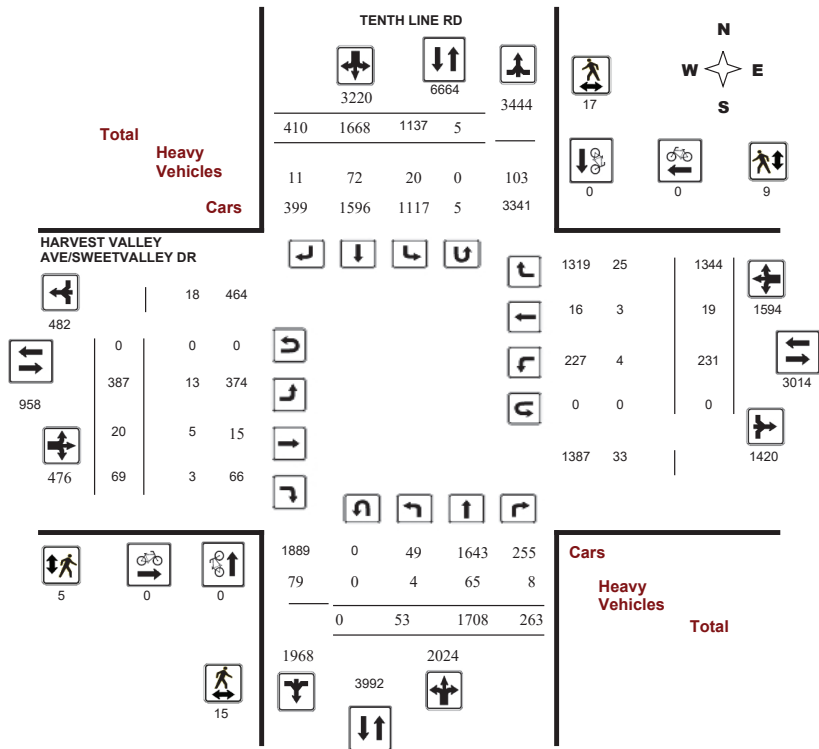 TENTH LINE RD
N
W E
S
3220
6664
3444
17
410 1668 1137 5
Total
Heavy
Vehicles
Cars
11 72 20 0 103
399 1596 1117 5 3341
0 0 9
HARVEST VALLEY
AVE/SWEETVALLEY DR
18 464
482
0 0 0
387 13 374
958
20 5 15
476 69 3 66
1319 25 1344
16 3 19 1594
227 4 231
3014
0 0 0
1387 33 1420
5 0 0
1889 0 49 1643 255
79 0 4 65 8
0 53 1708 263
Cars
Heavy
Vehicles
Total
1968 2024
3992
15